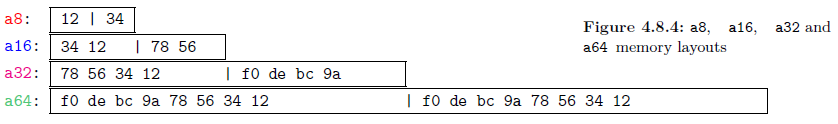 a8: 12 | 34
a16: 34 12 | 78 56
a32: 78 56 34 12 | f0 de bc 9a
a64: f0 de bc 9a 78 56 34 12 | f0 de bc 9a 78 56 34 12
Figure 4.8.4: a8, a16, a32 and
a64 memory layouts